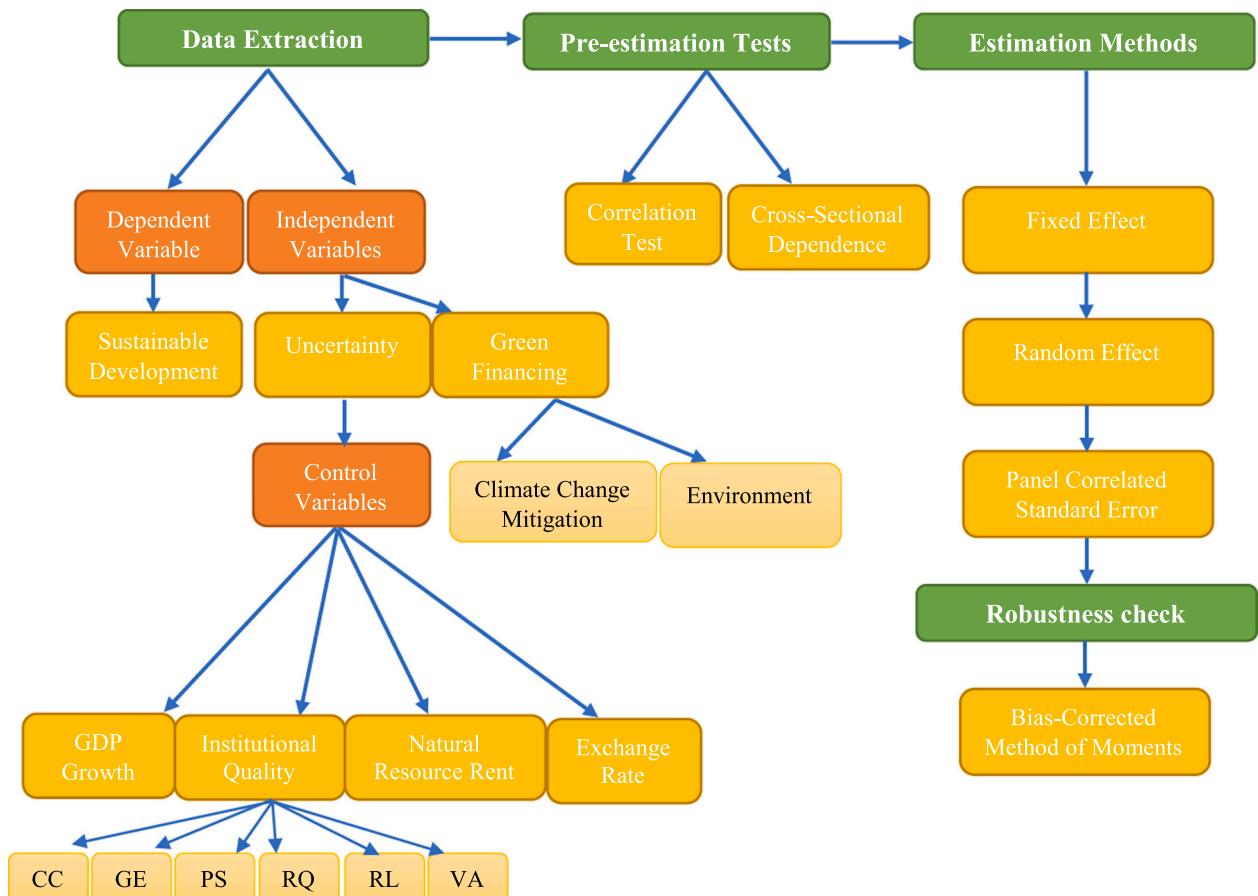 Data Extraction
Pre-estimation Tests
Estimation Methods
Dependent
Variable
Independent
Variables
Correlation
Test
Cross-Sectional
Dependence
Fixed Effect
Sustainable
Development
Uncertainty
Green
Financing
Random Effect
Control
Variables
Climate Change
Mitigation
Environment
Panel Correlated
Standard Error
Robustness check
GDP
Growth
Institutional
Quality
Natural
Resource Rent
Exchange
Rate
Bias-Corrected
Method of Moments
CC
GE
PS
RQ
RL
VA